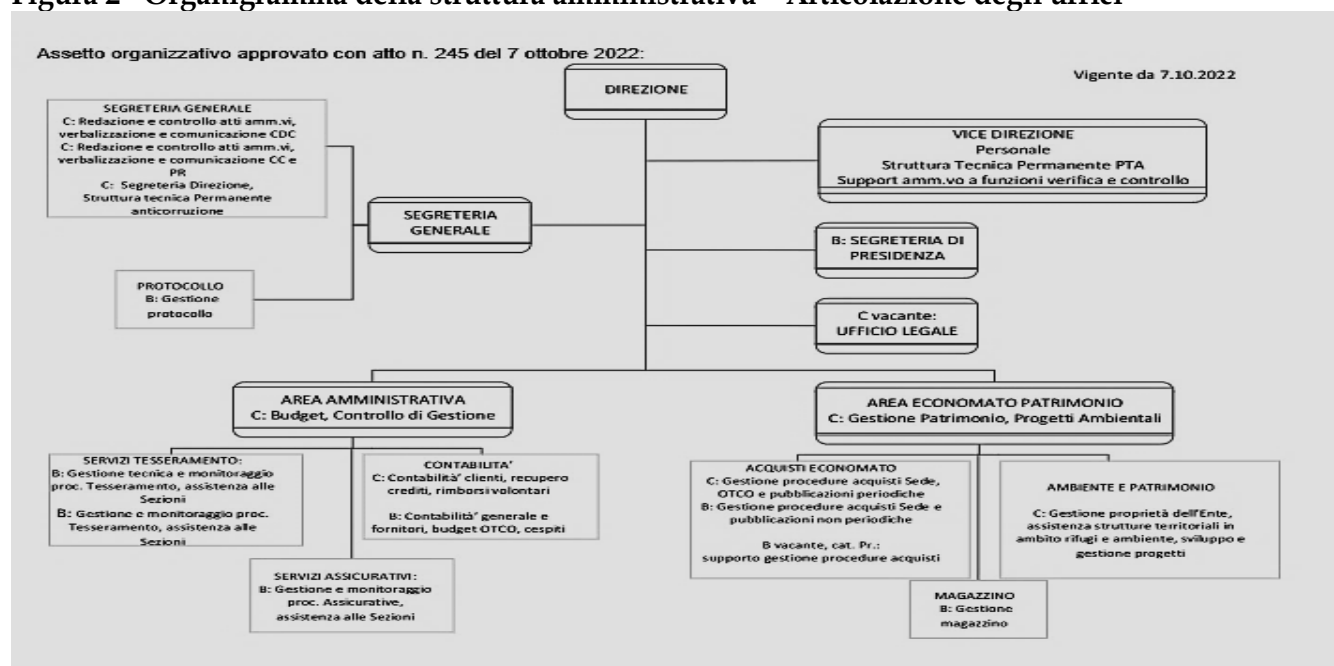 Figura 2 - Organigramma della struttura amministrativa – Articolazione degli uffici
Assetto organizzativo approvato con atto n. 245 del 7 ottobre 2022:
Vigente da 7.10.2022
DIREZIONE
SEGRETERIA GENERALE
C: Redazione e controllo atti amm.vi,
verbalizzazione e comunicazione CDC
C: Redazione e controllo atti amm.vi,
verbalizzazione e comunicazione CC e
PR
C: Segreteria Direzione,
Struttura tecnica Permanente
anticorruzione
VICE DIREZIONE
Personale
Struttura Tecnica Permanente PTA
Support amm.vo a funzioni verifica e controllo
SEGRETERIA
GENERALE
B: SEGRETERIA DI
PRESIDENZA
PROTOCOLLO
B: Gestione
protocollo
C vacante:
UFFICIO LEGALE
AREA AMMINISTRATIVA
C: Budget, Controllo di Gestione
AREA ECONOMATO PATRIMONIO
C: Gestione Patrimonio, Progetti Ambientali
SERVIZI TESSERAMENTO:
B: Gestione tecnica e monitoraggio
proc. Tesseramento, assistenza alle
Sezioni
B: Gestione e monitoraggio proc.
Tesseramento, assistenza alle
Sezioni
CONTABILITA'
C: Contabilità' clienti, recupero
crediti, rimborsi volontari
B: Contabilità' generale e
fornitori, budget OTCO, cespiti
SERVIZI ASSICURATIVI:
B: Gestione e monitoraggio
proc. Assicurative,
assistenza alle Sezioni
ACQUISTI ECONOMATO
C: Gestione procedure acquisti Sede,
OTCO e pubblicazioni periodiche
B: Gestione procedure acquisti Sede e
pubblicazioni non periodiche
B vacante, cat. Pr.:
supporto gestione procedure acquisti
AMBIENTE E PATRIMONIO
C: Gestione proprietà dell'Ente,
assistenza strutture territoriali in
ambito rifugi e ambiente, sviluppo e
gestione progetti
MAGAZZINO
B: Gestione
magazzino